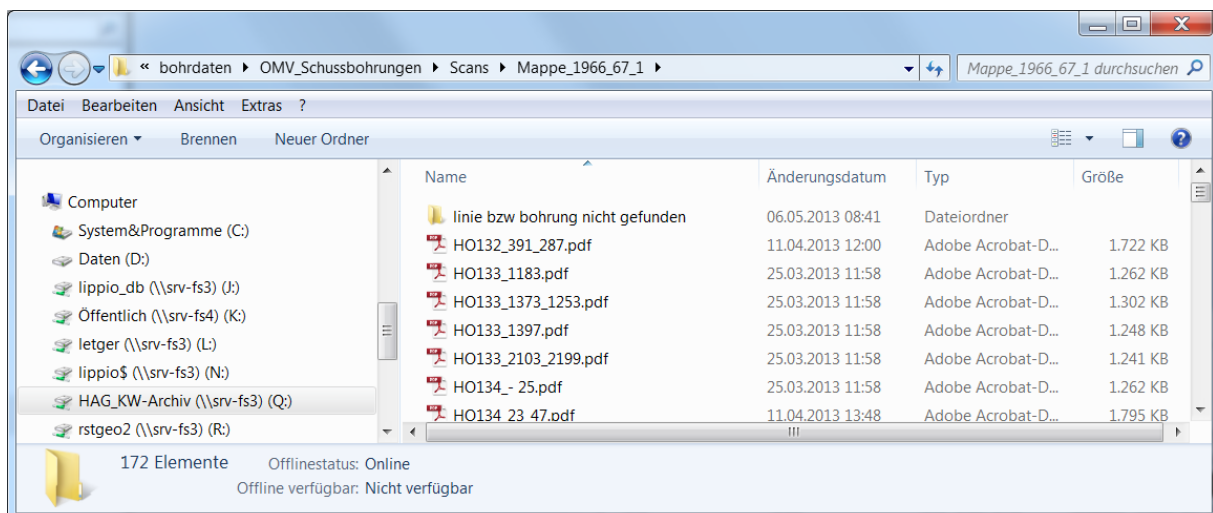 « bohrdaten ▸ OMV_Schussbohrungen ▸ Scans ▸ Mappe_1966_67_1 ▸ Mappe_1966_67_1 durchsuchen
Datei Bearbeiten Ansicht Extras ?
Organisieren ▾ Brennen Neuer Ordner
Computer
System&Programme (C:)
Daten (D:)
lippio_db (\\srv-fs3) (J:)
Öffentlich (\\srv-fs4) (K:)
letger (\\srv-fs3) (L:)
lippio$ (\\srv-fs3) (N:)
HAG_KW-Archiv (\\srv-fs3) (Q:)
rstgeo2 (\\srv-fs3) (R:)
Name Änderungsdatum Typ Größe
linie bzw bohrung nicht gefunden 06.05.2013 08:41 Dateiordner
HO132_391_287.pdf 11.04.2013 12:00 Adobe Acrobat-D... 1.722 KB
HO133_1183.pdf 25.03.2013 11:58 Adobe Acrobat-D... 1.262 KB
HO133_1373_1253.pdf 25.03.2013 11:58 Adobe Acrobat-D... 1.302 KB
HO133_1397.pdf 25.03.2013 11:58 Adobe Acrobat-D... 1.248 KB
HO133_2103_2199.pdf 25.03.2013 11:58 Adobe Acrobat-D... 1.241 KB
HO134_- 25.pdf 25.03.2013 11:58 Adobe Acrobat-D... 1.262 KB
HO134_23_47.pdf 11.04.2013 13:48 Adobe Acrobat-D... 1.795 KB
172 Elemente Offlinestatus: Online
Offline verfügbar: Nicht verfügbar